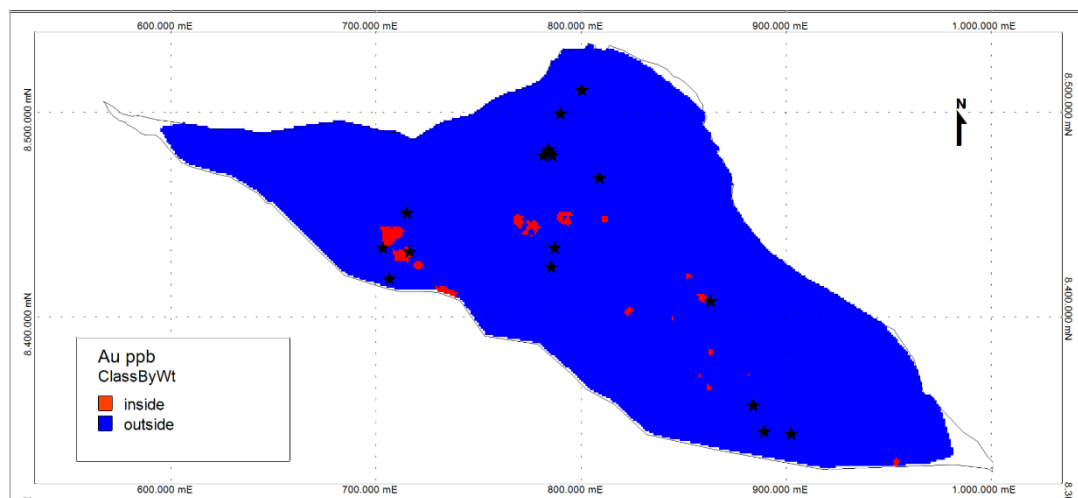 600.000 mE 700.000 mE 800.000 mE 900.000 mE 1.000.000 mE
8.500.000 mN 8.500.000 mN
N
8.400.000 mN 8.400.000 mN
Au ppb
ClassByWt
inside
outside
600.000 mE 700.000 mE 800.000 mE 900.000 mE 1.000.000 mE